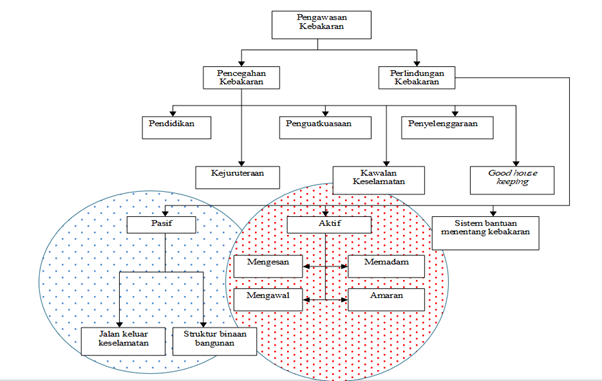 Pengawasan
Kebakaran
Pencegahan
Kebakaran
Perlindungan
Kebakaran
Pendidikan
Penguatkuasaan
Penyelenggaraan
Kejuruteraan
Kawalan
Keselamatan
Good house
keeping
Pasif
Aktif
Sistem bantuan
menentang kebakaran
Mengesan
Memadam
Mengawal
Amaran
Jalan keluar
keselamatan
Struktur binaan
bangunan